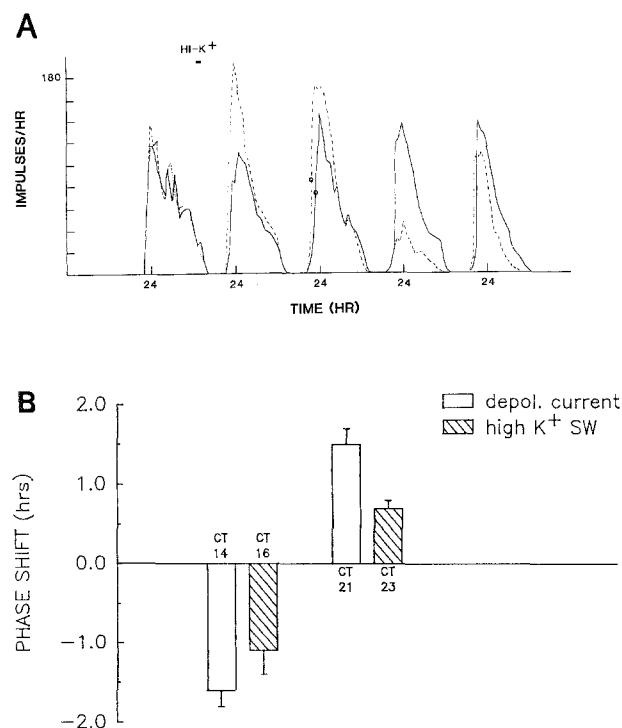 A
HI-K+
180
IMPULSES/HR
24 24 24 24 24
TIME (HR)
B
2.0
1.0
0.0
-1.0
-2.0
PHASE SHIFT (hrs)
depol. current
high K+ SW
CT 14
CT 16
CT 21
CT 23